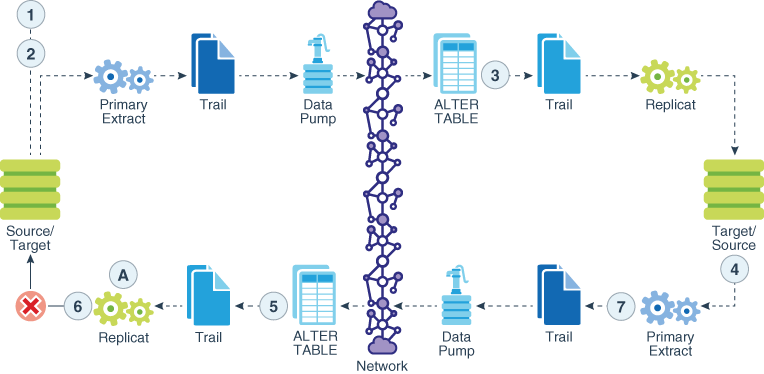 1
2
Primary
Extract
Trail
Data
Pump
ALTER
TABLE
3
Trail
Replicat
Source/
Target
Target/
Source
4
A
6
Replicat
Trail
5
ALTER
TABLE
Network
Data
Pump
Trail
7
Primary
Extract